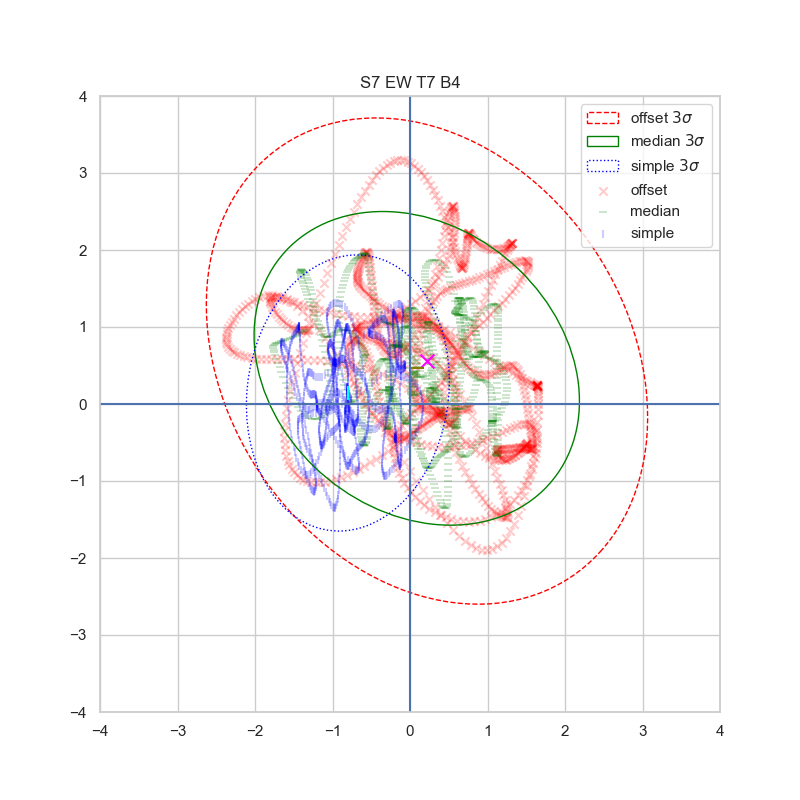 S7 EW T7 B4
offset 3σ
median 3σ
simple 3σ
offset
median
simple
4
3
2
1
0
−1
−2
−3
−4
−4 −3 −2 −1 0 1 2 3 4